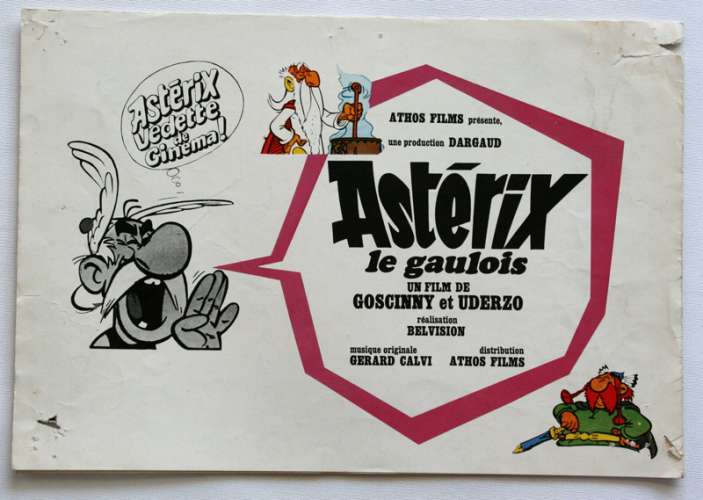 Astérix
Vedette
de
Cinéma!
ATHOS FILMS présente,
une production DARGAUD
Astérix
le gaulois
UN FILM DE
GOSCINNY et UDERZO
réalisation
BELVISION
musique originale
GERARD CALVI
distribution
ATHOS FILMS